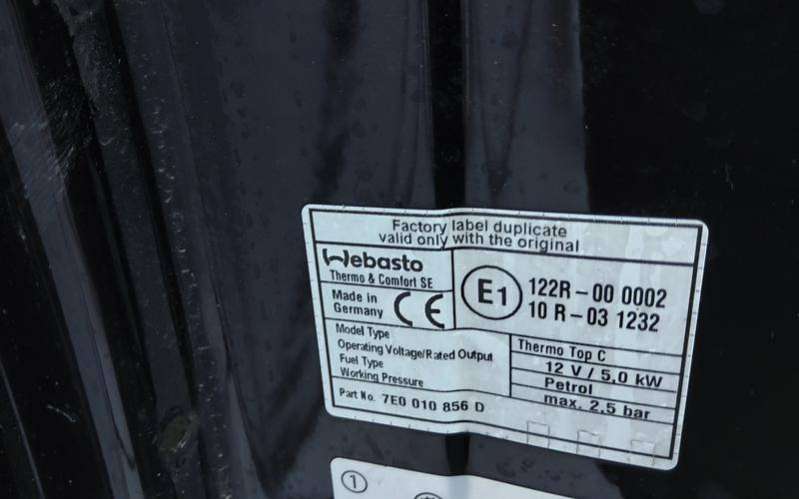 Factory label duplicate
valid only with the original
Webasto
Thermo & Comfort SE
Made in
Germany
CE
E1
122R-00 0002
10 R-03 1232
Model Type
Operating Voltage/Rated Output
Fuel Type
Working Pressure
Thermo Top C
12 V / 5,0 kW
Petrol
max. 2,5 bar
Part No. 7E0 010 856 D
1